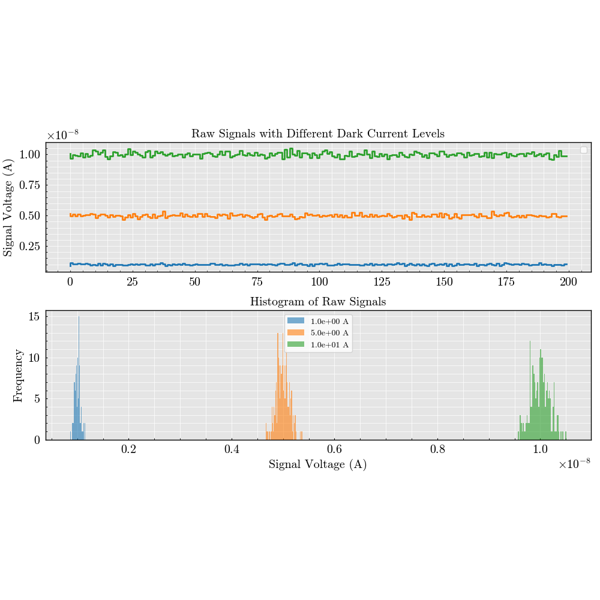 Raw Signals with Different Dark Current Levels
×10⁻⁸
1.00
0.75
0.50
0.25
Signal Voltage (A)
0 25 50 75 100 125 150 175 200
Histogram of Raw Signals
15
10
5
0
Frequency
1.0e+00 A
5.0e+00 A
1.0e+01 A
0.2 0.4 0.6 0.8 1.0
Signal Voltage (A)
×10⁻⁸